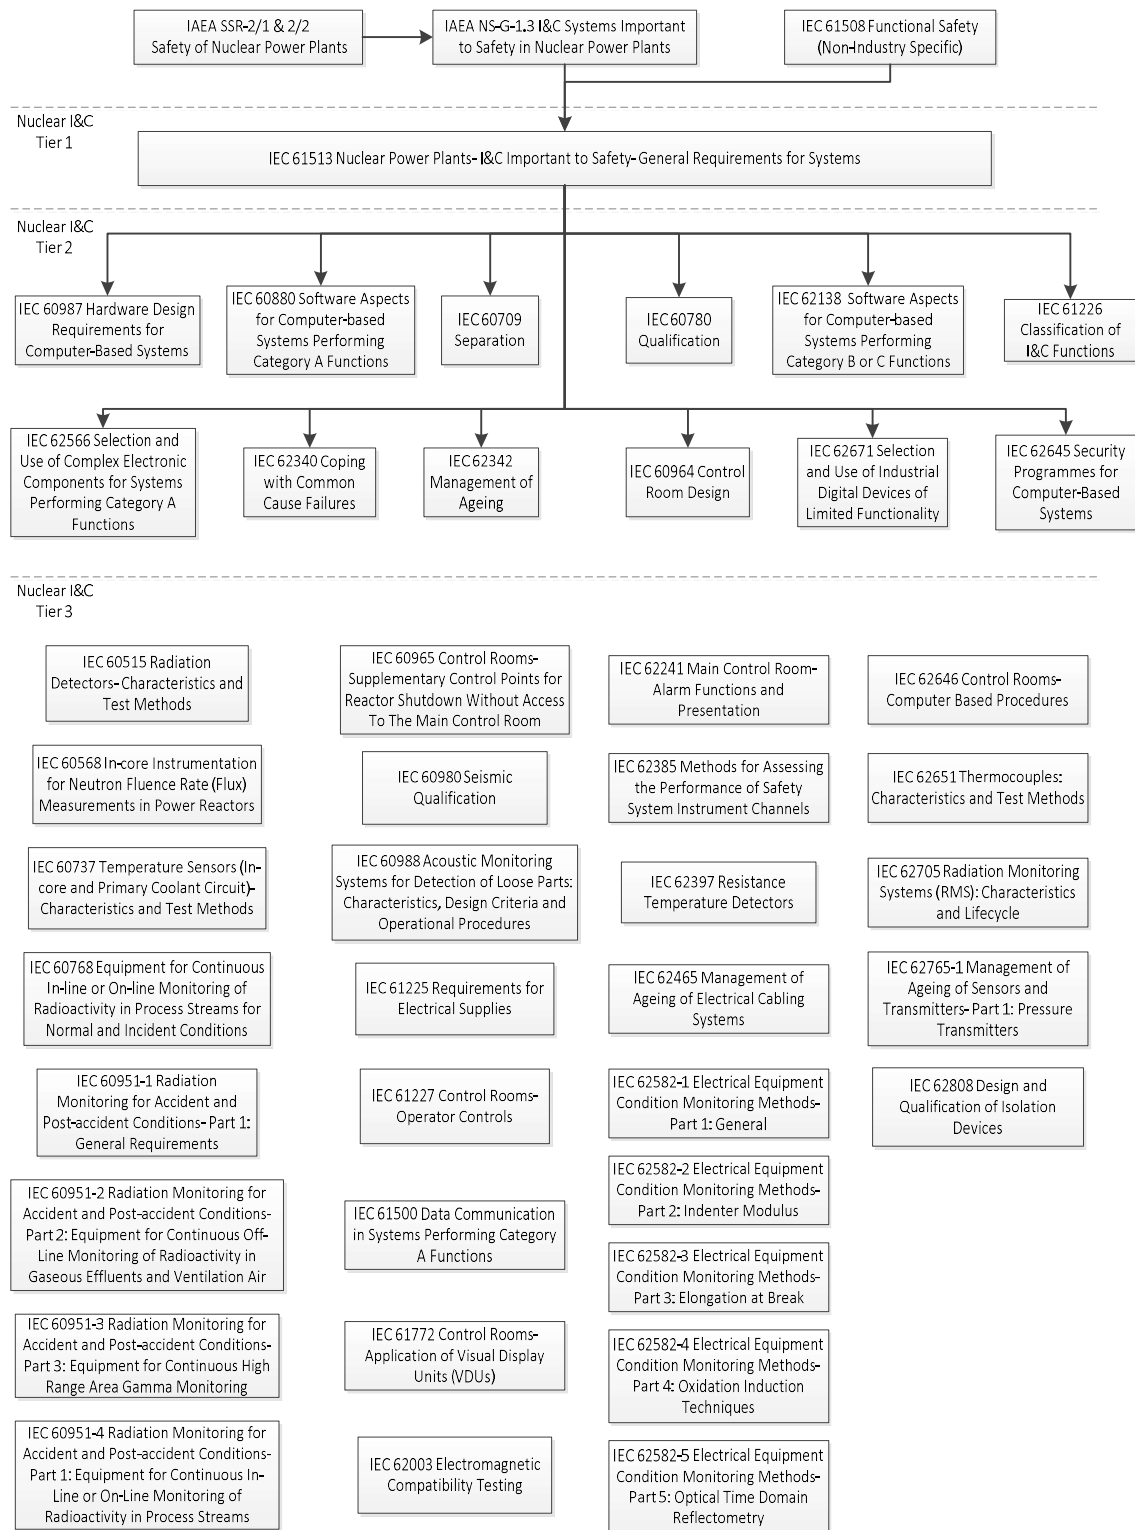 IAEA SSR-2/1 & 2/2
Safety of Nuclear Power Plants
IAEA NS-G-1.3 I&C Systems Important
to Safety in Nuclear Power Plants
IEC 61508 Functional Safety
(Non-Industry Specific)
Nuclear I&C
Tier 1
IEC 61513 Nuclear Power Plants- I&C Important to Safety- General Requirements for Systems
Nuclear I&C
Tier 2
IEC 60987 Hardware Design
Requirements for
Computer-Based Systems
IEC 60880 Software Aspects
for Computer-based
Systems Performing
Category A Functions
IEC 60709
Separation
IEC 60780
Qualification
IEC 62138 Software Aspects
for Computer-based
Systems Performing
Category B or C Functions
IEC 61226
Classification of
I&C Functions
IEC 62566 Selection and
Use of Complex Electronic
Components for Systems
Performing Category A
Functions
IEC 62340 Coping
with Common
Cause Failures
IEC 62342
Management of
Ageing
IEC 60964 Control
Room Design
IEC 62671 Selection
and Use of Industrial
Digital Devices of
Limited Functionality
IEC 62645 Security
Programmes for
Computer-Based
Systems
Nuclear I&C
Tier 3
IEC 60515 Radiation
Detectors- Characteristics and
Test Methods
IEC 60568 In-core Instrumentation
for Neutron Fluence Rate (Flux)
Measurements in Power Reactors
IEC 60737 Temperature Sensors (In-
core and Primary Coolant Circuit)-
Characteristics and Test Methods
IEC 60768 Equipment for Continuous
In-line or On-line Monitoring of
Radioactivity in Process Streams for
Normal and Incident Conditions
IEC 60951-1 Radiation
Monitoring for Accident and
Post-accident Conditions- Part 1:
General Requirements
IEC 60951-2 Radiation Monitoring for
Accident and Post-accident Conditions-
Part 2: Equipment for Continuous Off-
Line Monitoring of Radioactivity in
Gaseous Effluents and Ventilation Air
IEC 60951-3 Radiation Monitoring for
Accident and Post-accident Conditions-
Part 3: Equipment for Continuous High
Range Area Gamma Monitoring
IEC 60951-4 Radiation Monitoring for
Accident and Post-accident Conditions-
Part 1: Equipment for Continuous In-
Line or On-Line Monitoring of
Radioactivity in Process Streams
IEC 60965 Control Rooms-
Supplementary Control Points for
Reactor Shutdown Without Access
To The Main Control Room
IEC 60980 Seismic
Qualification
IEC 60988 Acoustic Monitoring
Systems for Detection of Loose Parts:
Characteristics, Design Criteria and
Operational Procedures
IEC 61225 Requirements for
Electrical Supplies
IEC 61227 Control Rooms-
Operator Controls
IEC 61500 Data Communication
in Systems Performing Category
A Functions
IEC 61772 Control Rooms-
Application of Visual Display
Units (VDUs)
IEC 62003 Electromagnetic
Compatibility Testing
IEC 62241 Main Control Room-
Alarm Functions and
Presentation
IEC 62385 Methods for Assessing
the Performance of Safety
System Instrument Channels
IEC 62397 Resistance
Temperature Detectors
IEC 62465 Management of
Ageing of Electrical Cabling
Systems
IEC 62582-1 Electrical Equipment
Condition Monitoring Methods-
Part 1: General
IEC 62582-2 Electrical Equipment
Condition Monitoring Methods-
Part 2: Indenter Modulus
IEC 62582-3 Electrical Equipment
Condition Monitoring Methods-
Part 3: Elongation at Break
IEC 62582-4 Electrical Equipment
Condition Monitoring Methods-
Part 4: Oxidation Induction
Techniques
IEC 62582-5 Electrical Equipment
Condition Monitoring Methods-
Part 5: Optical Time Domain
Reflectometry
IEC 62646 Control Rooms-
Computer Based Procedures
IEC 62651 Thermocouples:
Characteristics and Test Methods
IEC 62705 Radiation Monitoring
Systems (RMS): Characteristics
and Lifecycle
IEC 62765-1 Management of
Ageing of Sensors and
Transmitters- Part 1: Pressure
Transmitters
IEC 62808 Design and
Qualification of Isolation
Devices